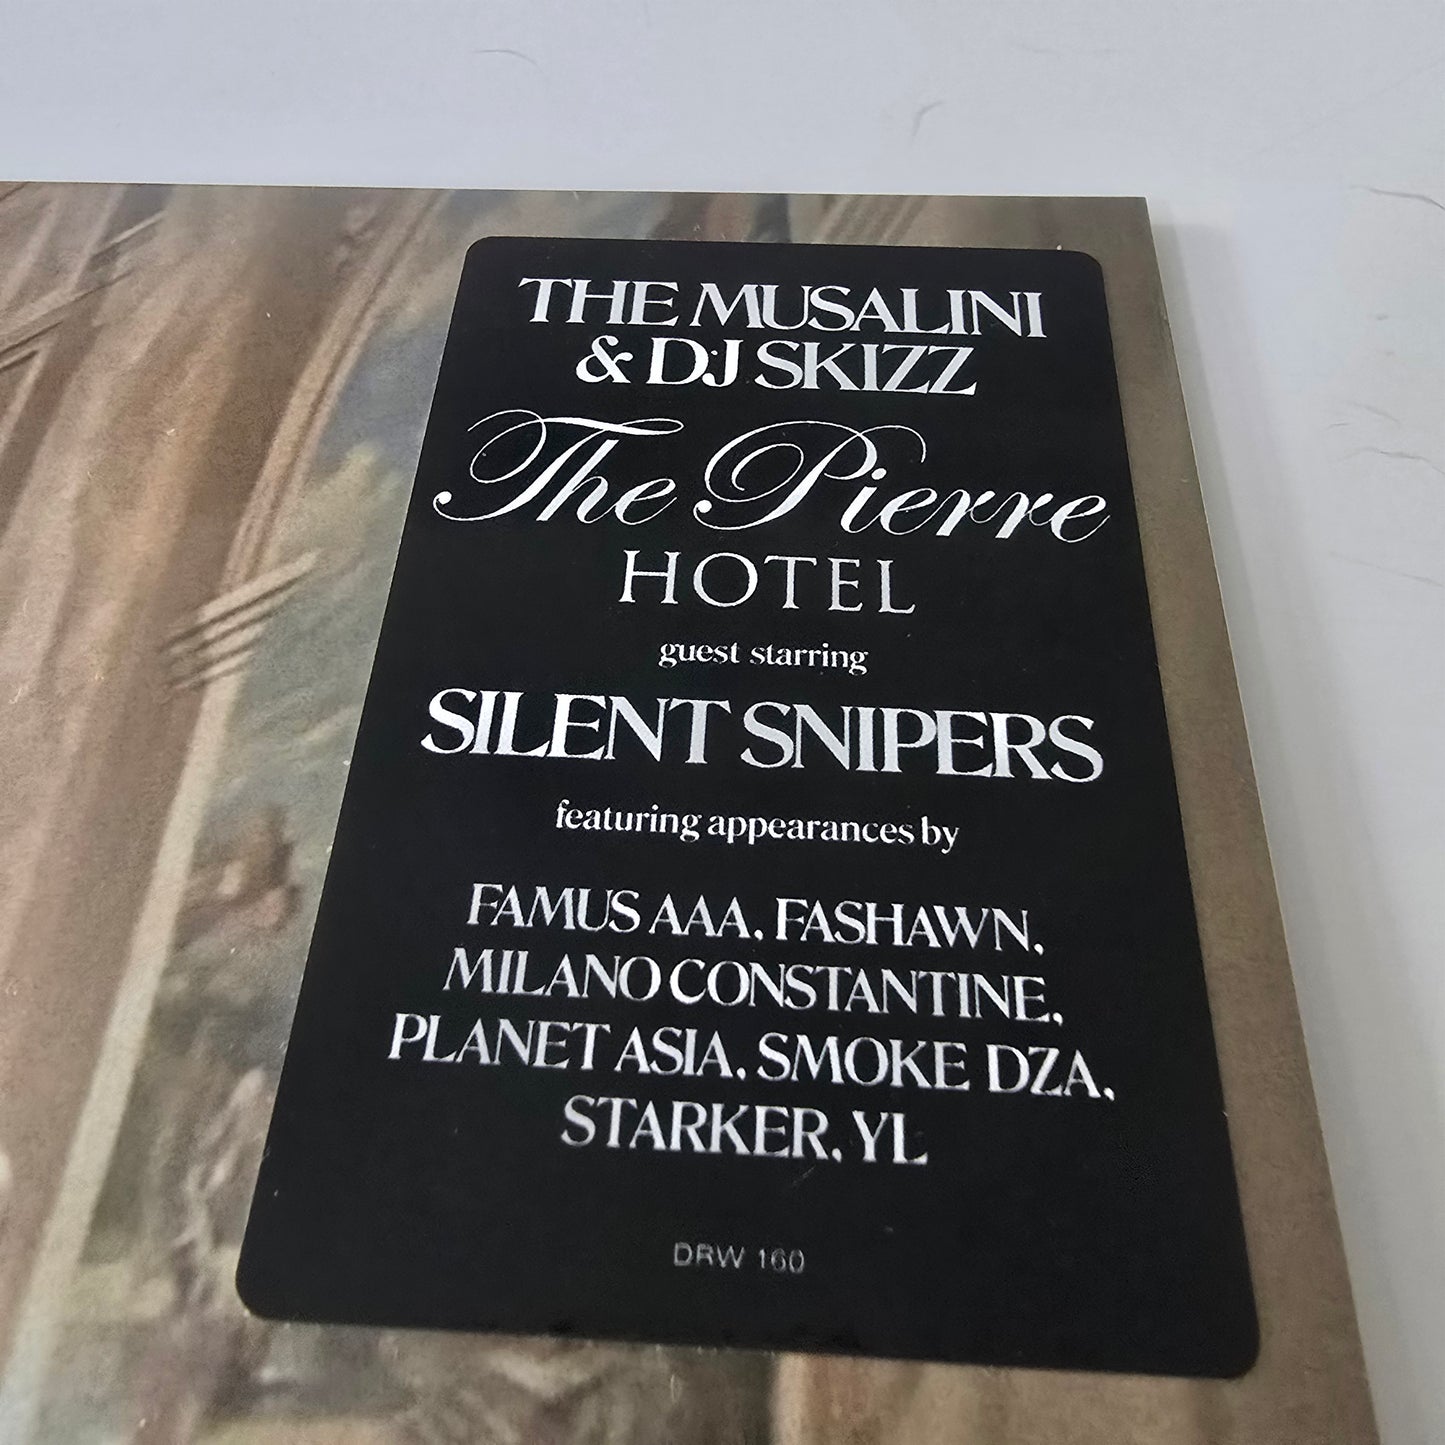 THE MUSALINI
& DJ SKIZZ
The Pierre
HOTEL
guest starring
SILENT SNIPERS
featuring appearances by
FAMUS AAA, FASHAWN,
MILANO CONSTANTINE,
PLANET ASIA, SMOKE DZA,
STARKER, YL
DRW 160